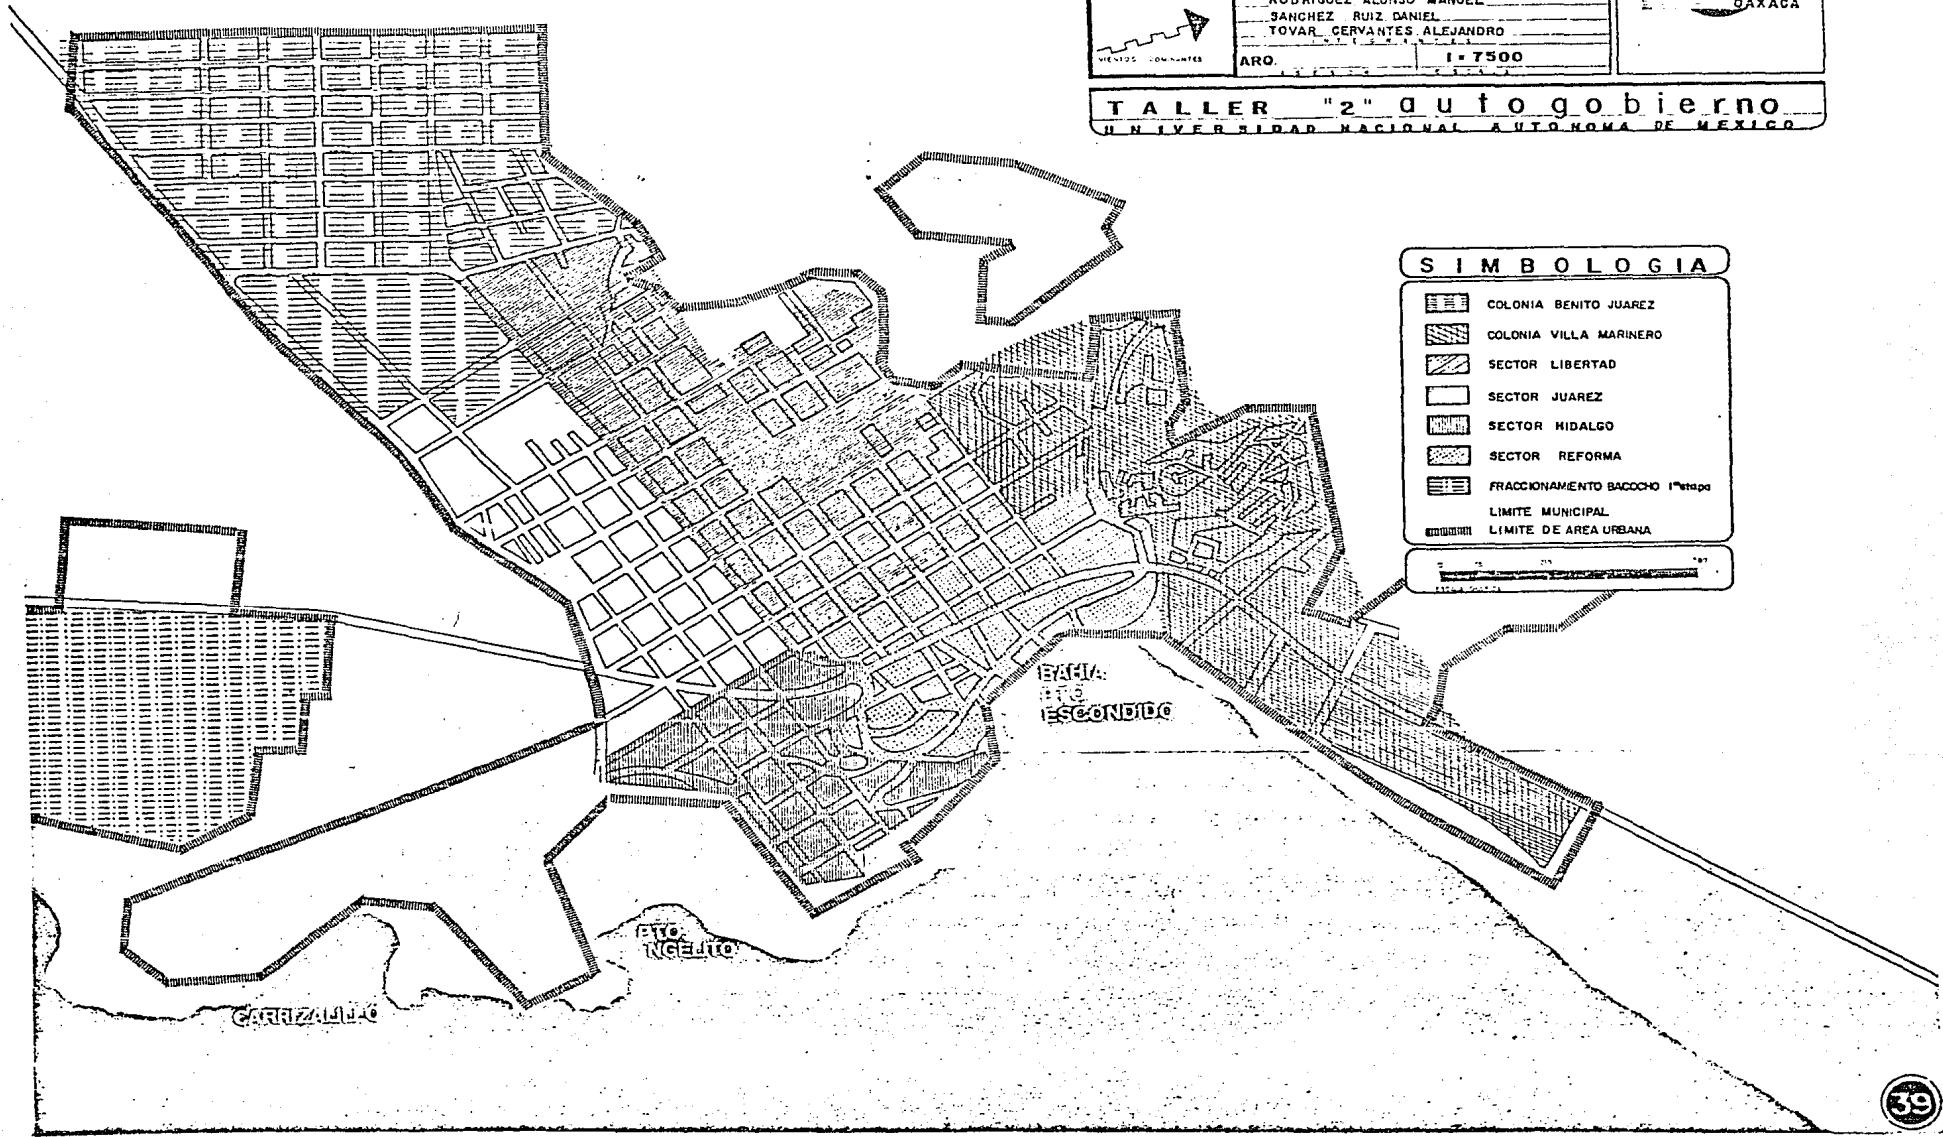 RODRIGUEZ ALONSO MANUEL
SANCHEZ RUIZ DANIEL
TOVAR CERVANTES ALEJANDRO
INTEGRANTES
VIENTOS DOMINANTES
ARQ.
1=7500
OAXACA
TALLER "2" autogobierno
UNIVERSIDAD NACIONAL AUTONOMA DE MEXICO
SIMBOLOGIA
COLONIA BENITO JUAREZ
COLONIA VILLA MARINERO
SECTOR LIBERTAD
SECTOR JUAREZ
SECTOR HIDALGO
SECTOR REFORMA
FRACCIONAMIENTO BACOCHO 1ª etapa
LIMITE MUNICIPAL
LIMITE DE AREA URBANA
BAHIA
PTO.
ESCONDIDO
PTO.
NGELITO
CARRIZALILLO
39